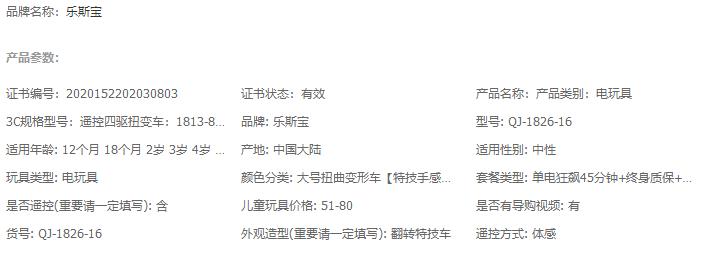 品牌名称：乐斯宝
产品参数：
证书编号：2020152202030803 证书状态：有效 产品名称：产品类别：电玩具
3C规格型号：遥控四驱扭变车：1813-8... 品牌: 乐斯宝 型号: QJ-1826-16
适用年龄: 12个月 18个月 2岁 3岁 4岁 ... 产地: 中国大陆 适用性别: 中性
玩具类型: 电玩具 颜色分类: 大号扭曲变形车【特技手感... 套餐类型: 单电狂飙45分钟+终身质保+...
是否遥控(重要请一定填写): 含 儿童玩具价格: 51-80 是否有导购视频: 有
货号: QJ-1826-16 外观造型(重要请一定填写): 翻转特技车 遥控方式: 体感